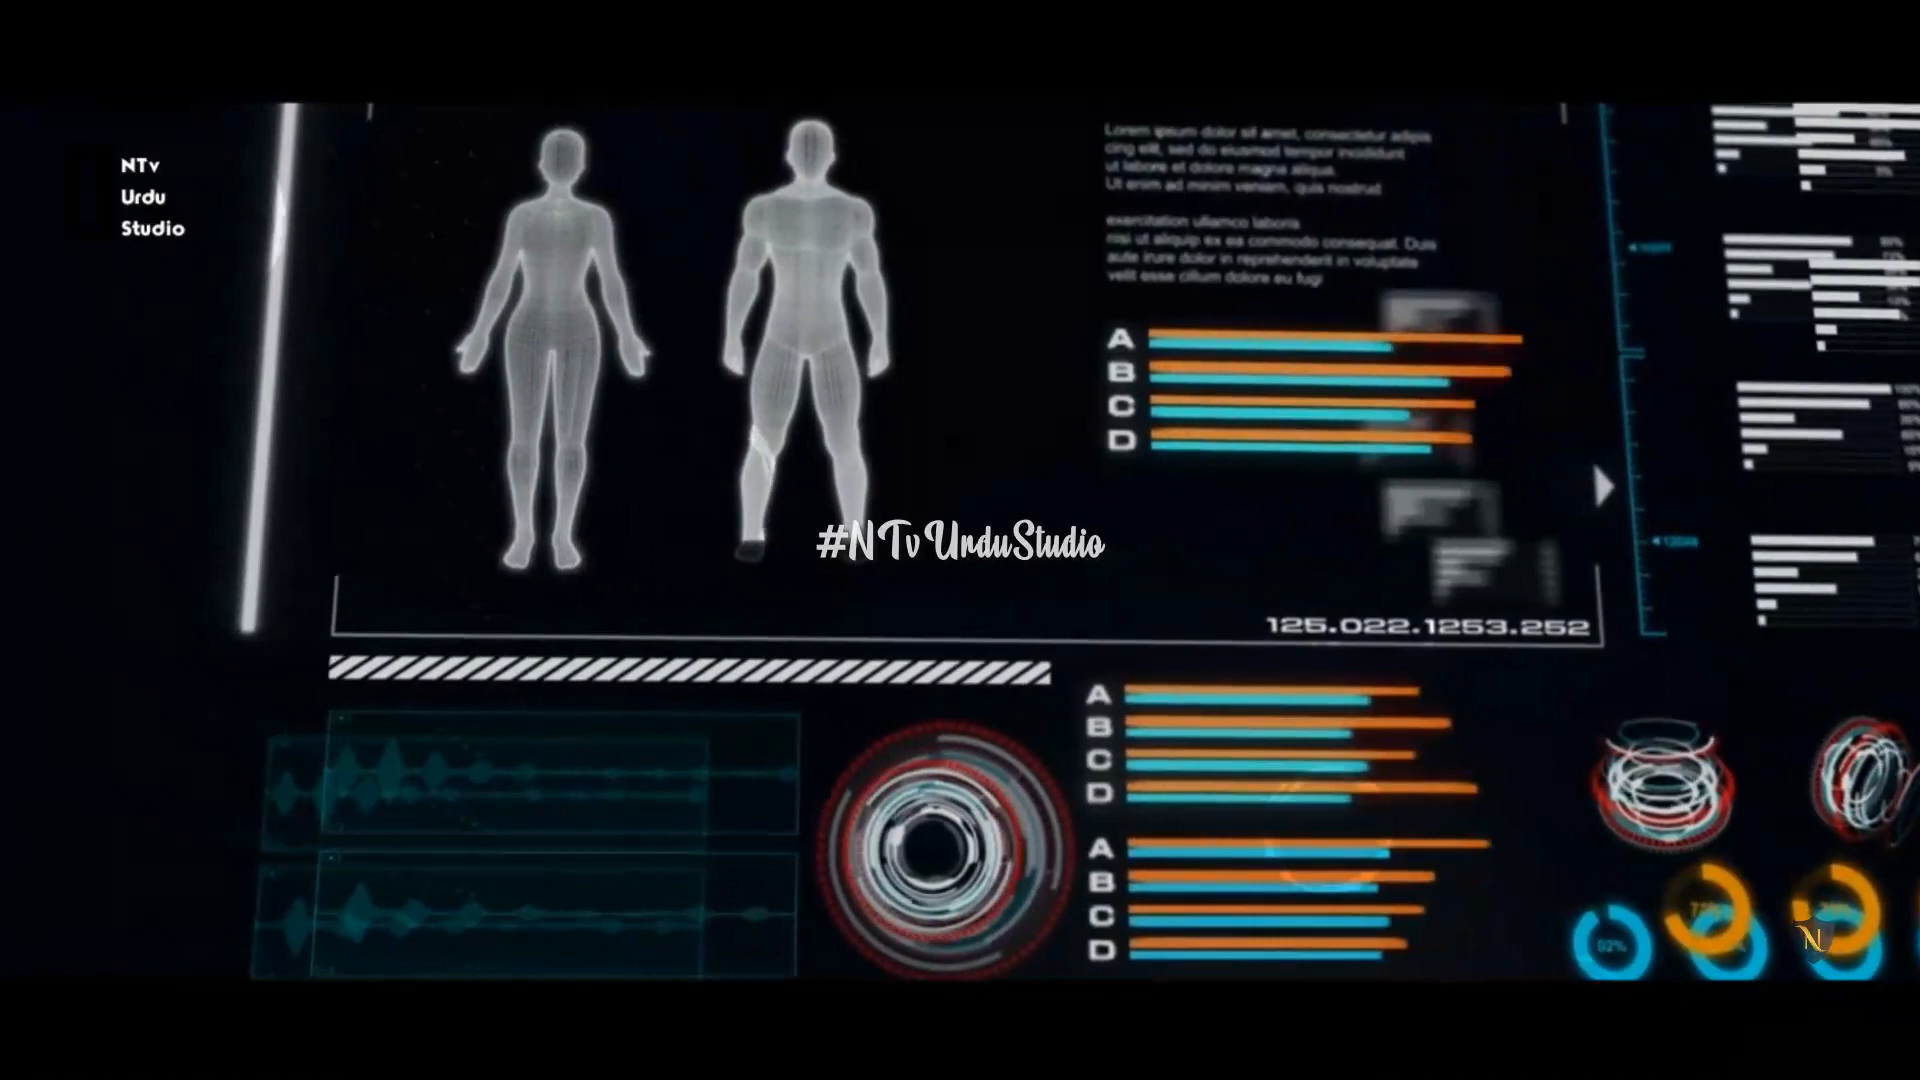 NTv
Urdu
Studio
Lorem ipsum dolor sit amet, consectetur adipis
cing elit, sed do eiusmod tempor incididunt
ut labore et dolore magna aliqua.
Ut enim ad minim veniam, quis nostrud
exercitation ullamco laboris
nisi ut aliquip ex ea commodo consequat. Duis
aute irure dolor in reprehenderit in voluptate
velit esse cillum dolore eu fugi
A
B
C
D
#NTvUrduStudio
125.022.1253.252
A
B
C
D
A
B
C
D
92%
N